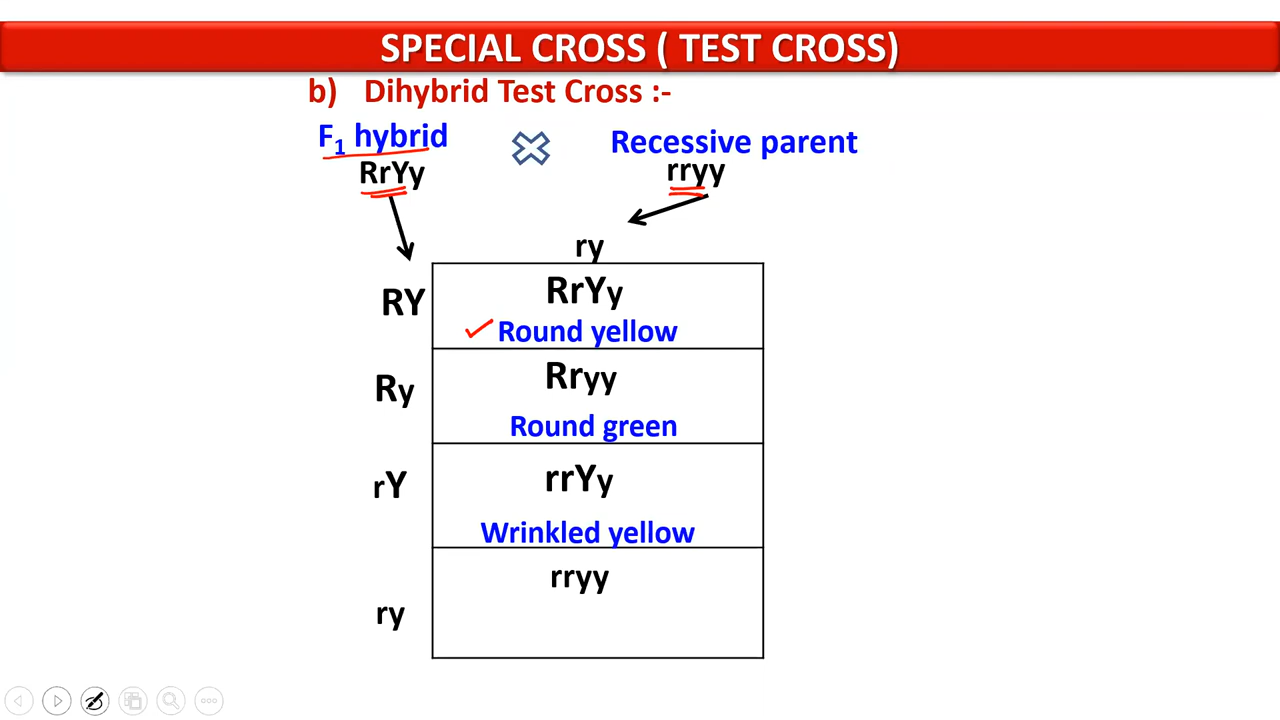 SPECIAL CROSS ( TEST CROSS)
b) Dihybrid Test Cross :-
F₁ hybrid Recessive parent
RrYy rryy
ry
RY RrYy
Round yellow
Ry Rryy
Round green
rY rrYy
Wrinkled yellow
rryy
ry